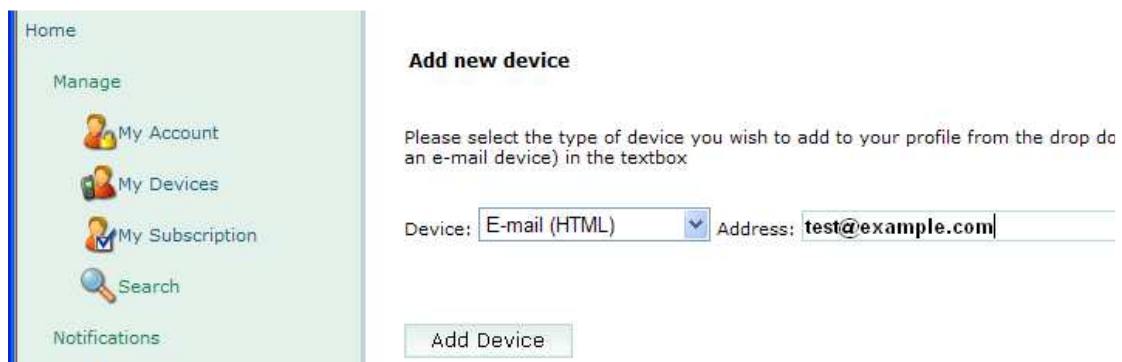 Home
Manage
My Account
My Devices
My Subscription
Search
Notifications
Add new device
Please select the type of device you wish to add to your profile from the drop do
an e-mail device) in the textbox
Device: E-mail (HTML) Address: test@example.com
Add Device